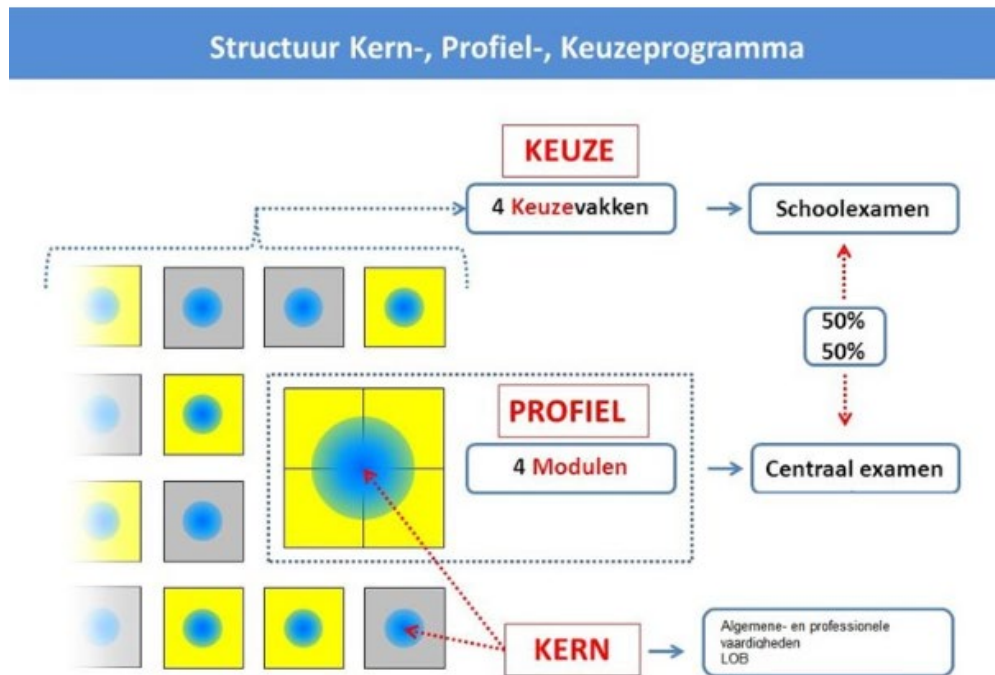 Structuur Kern-, Profiel-, Keuzeprogramma
KEUZE
4 Keuzevakken
Schoolexamen
50%
50%
PROFIEL
4 Modulen
Centraal examen
KERN
Algemene- en professionele
vaardigheden
LOB